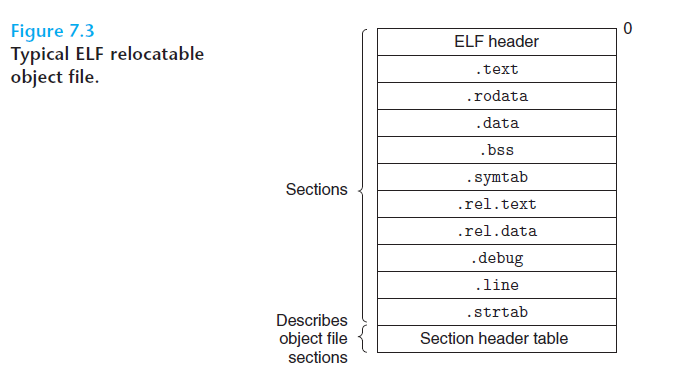 Figure 7.3
Typical ELF relocatable
object file.
0
ELF header
.text
.rodata
.data
.bss
.symtab
.rel.text
.rel.data
.debug
.line
.strtab
Section header table
Sections
Describes
object file
sections